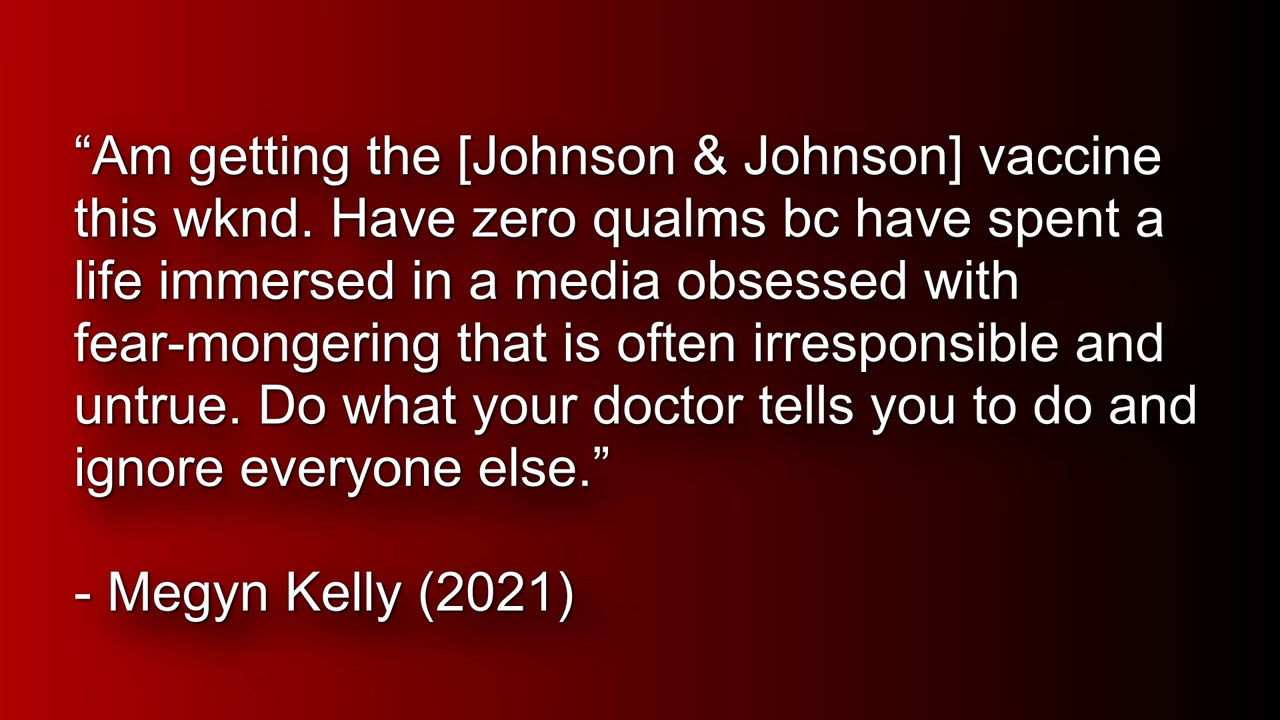 “Am getting the [Johnson & Johnson] vaccine
this wknd. Have zero qualms bc have spent a
life immersed in a media obsessed with
fear-mongering that is often irresponsible and
untrue. Do what your doctor tells you to do and
ignore everyone else.”
- Megyn Kelly (2021)